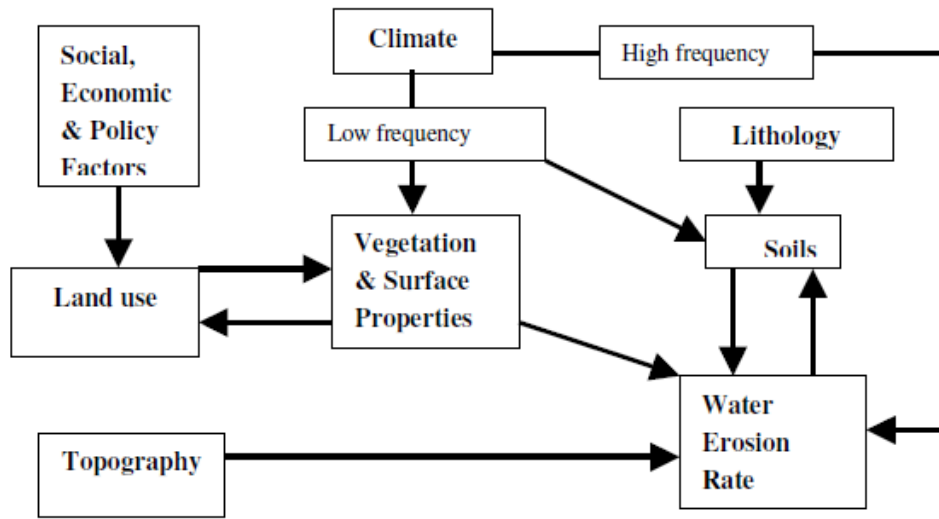 Social,
Economic
& Policy
Factors
Climate
High frequency
Low frequency
Lithology
Vegetation
& Surface
Properties
Soils
Land use
Water
Erosion
Rate
Topography